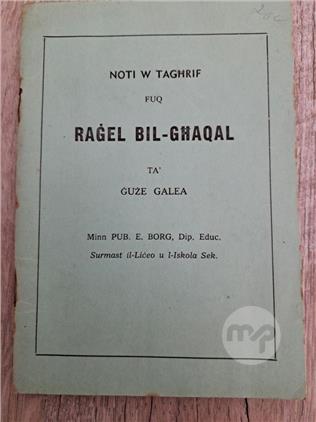 NOTI W TAGĦRIF
FUQ
RAĠEL BIL-GĦAQAL
TA'
ĠUŻE GALEA
Minn PUB. E. BORG, Dip. Educ.
Surmast il-Liċeo u l-Iskola Sek.
mp